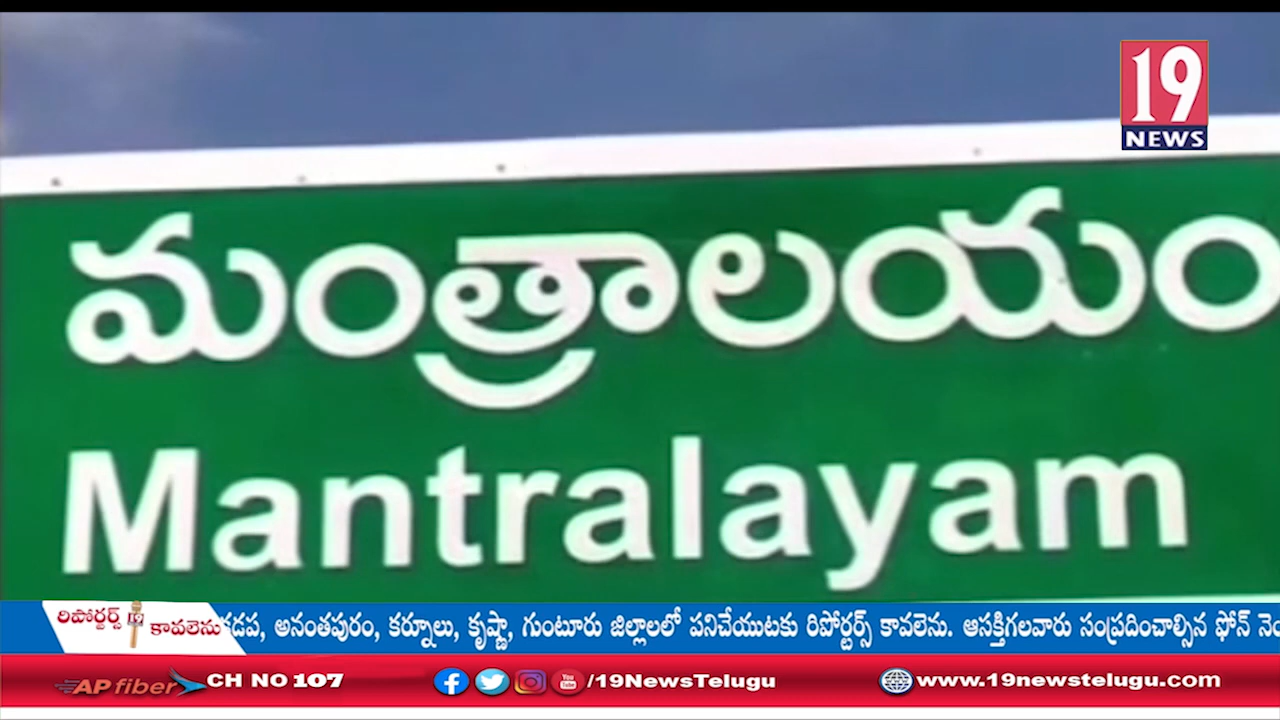 19
NEWS
మంత్రాలయం
Mantralayam
రిపోర్టర్స్ కావలెను
కడప, అనంతపురం, కర్నూలు, కృష్ణా, గుంటూరు జిల్లాలలో పనిచేయుటకు రిపోర్టర్స్ కావలెను. ఆసక్తిగలవారు సంప్రదించాల్సిన ఫోన్
AP fiber CH NO 107 /19NewsTelugu www.19newstelugu.com